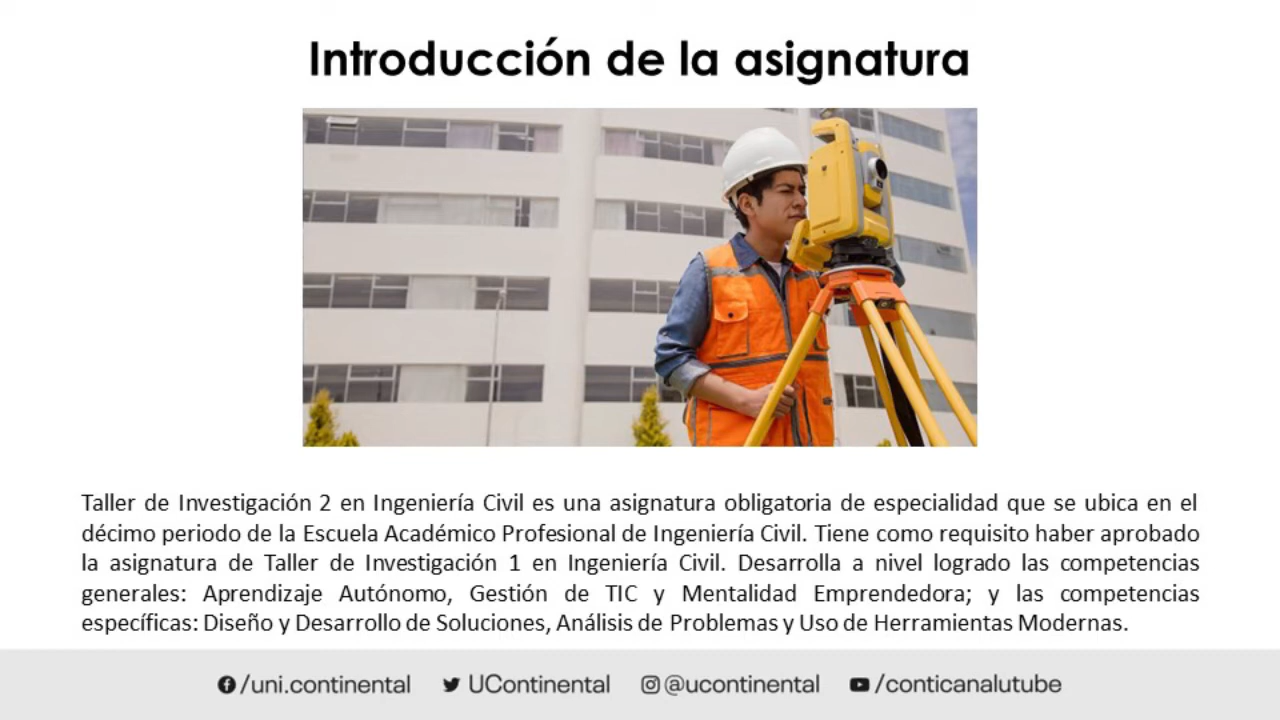 Introducción de la asignatura
Taller de Investigación 2 en Ingeniería Civil es una asignatura obligatoria de especialidad que se ubica en el
décimo periodo de la Escuela Académico Profesional de Ingeniería Civil. Tiene como requisito haber aprobado
la asignatura de Taller de Investigación 1 en Ingeniería Civil. Desarrolla a nivel logrado las competencias
generales: Aprendizaje Autónomo, Gestión de TIC y Mentalidad Emprendedora; y las competencias
específicas: Diseño y Desarrollo de Soluciones, Análisis de Problemas y Uso de Herramientas Modernas.
/uni.continental UContinental @ucontinental /conticanalutube